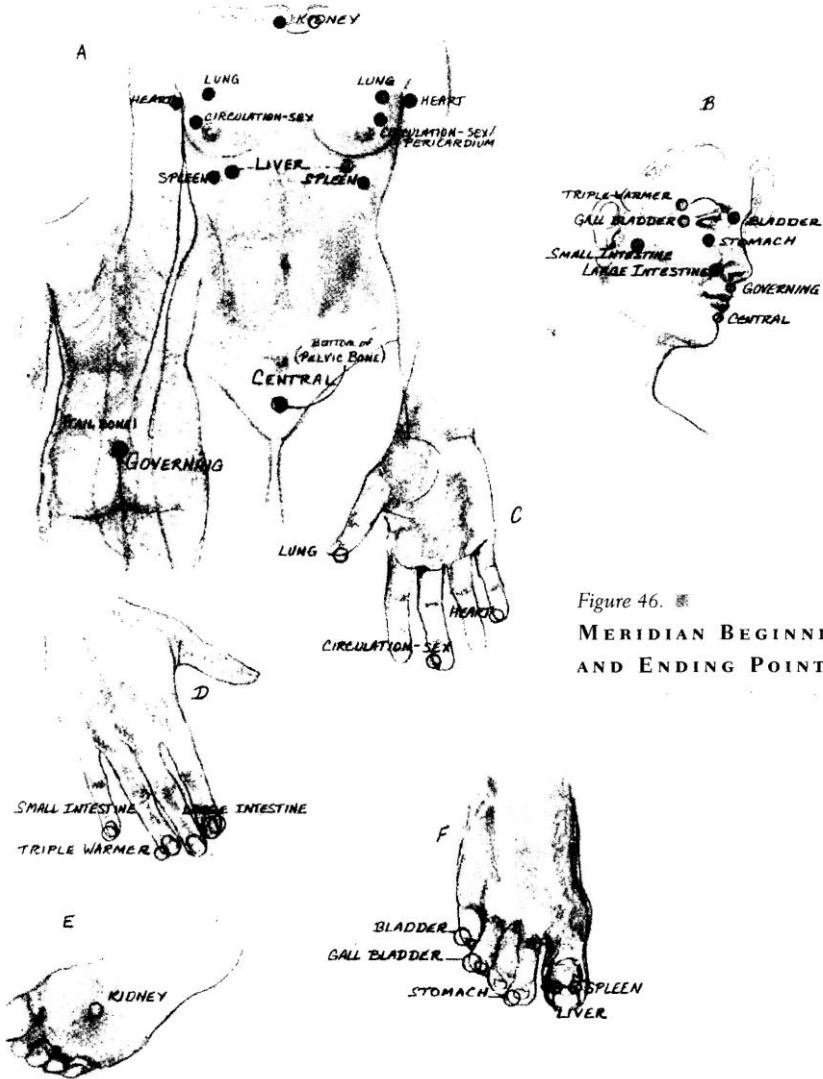 KIDNEY
A
LUNG
LUNG
HEART
HEART
CIRCULATION-SEX
CIRCULATION-SEX/
PERICARDIUM
LIVER
SPLEEN
SPLEEN
BOTTOM OF
(PELVIC BONE)
CENTRAL
(TAIL BONE)
GOVERNIG
B
TRIPLE-WARMER
GALL BLADDER
BLADDER
STOMACH
SMALL INTESTINE
LARGE INTESTINE
GOVERNING
CENTRAL
C
LUNG
HEART
CIRCULATION-SEX
Figure 46.
MERIDIAN BEGINNI
AND ENDING POINT
D
SMALL INTESTINE
LARGE INTESTINE
TRIPLE WARMER
E
KIDNEY
F
BLADDER
GALL BLADDER
STOMACH
SPLEEN
LIVER